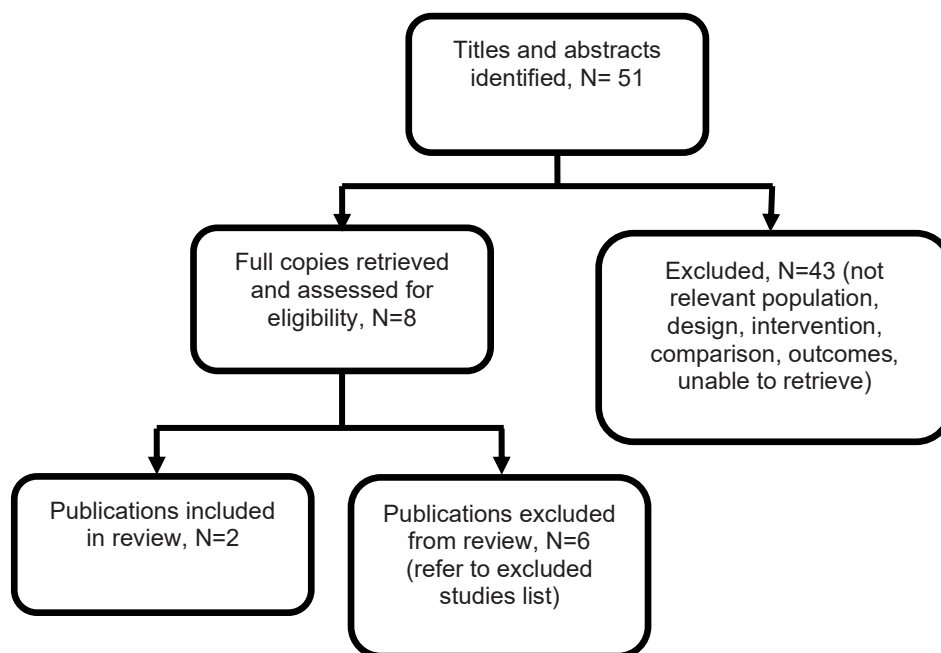 Titles and abstracts
identified, N= 51
Full copies retrieved
and assessed for
eligibility, N=8
Excluded, N=43 (not
relevant population,
design, intervention,
comparison, outcomes,
unable to retrieve)
Publications included
in review, N=2
Publications excluded
from review, N=6
(refer to excluded
studies list)